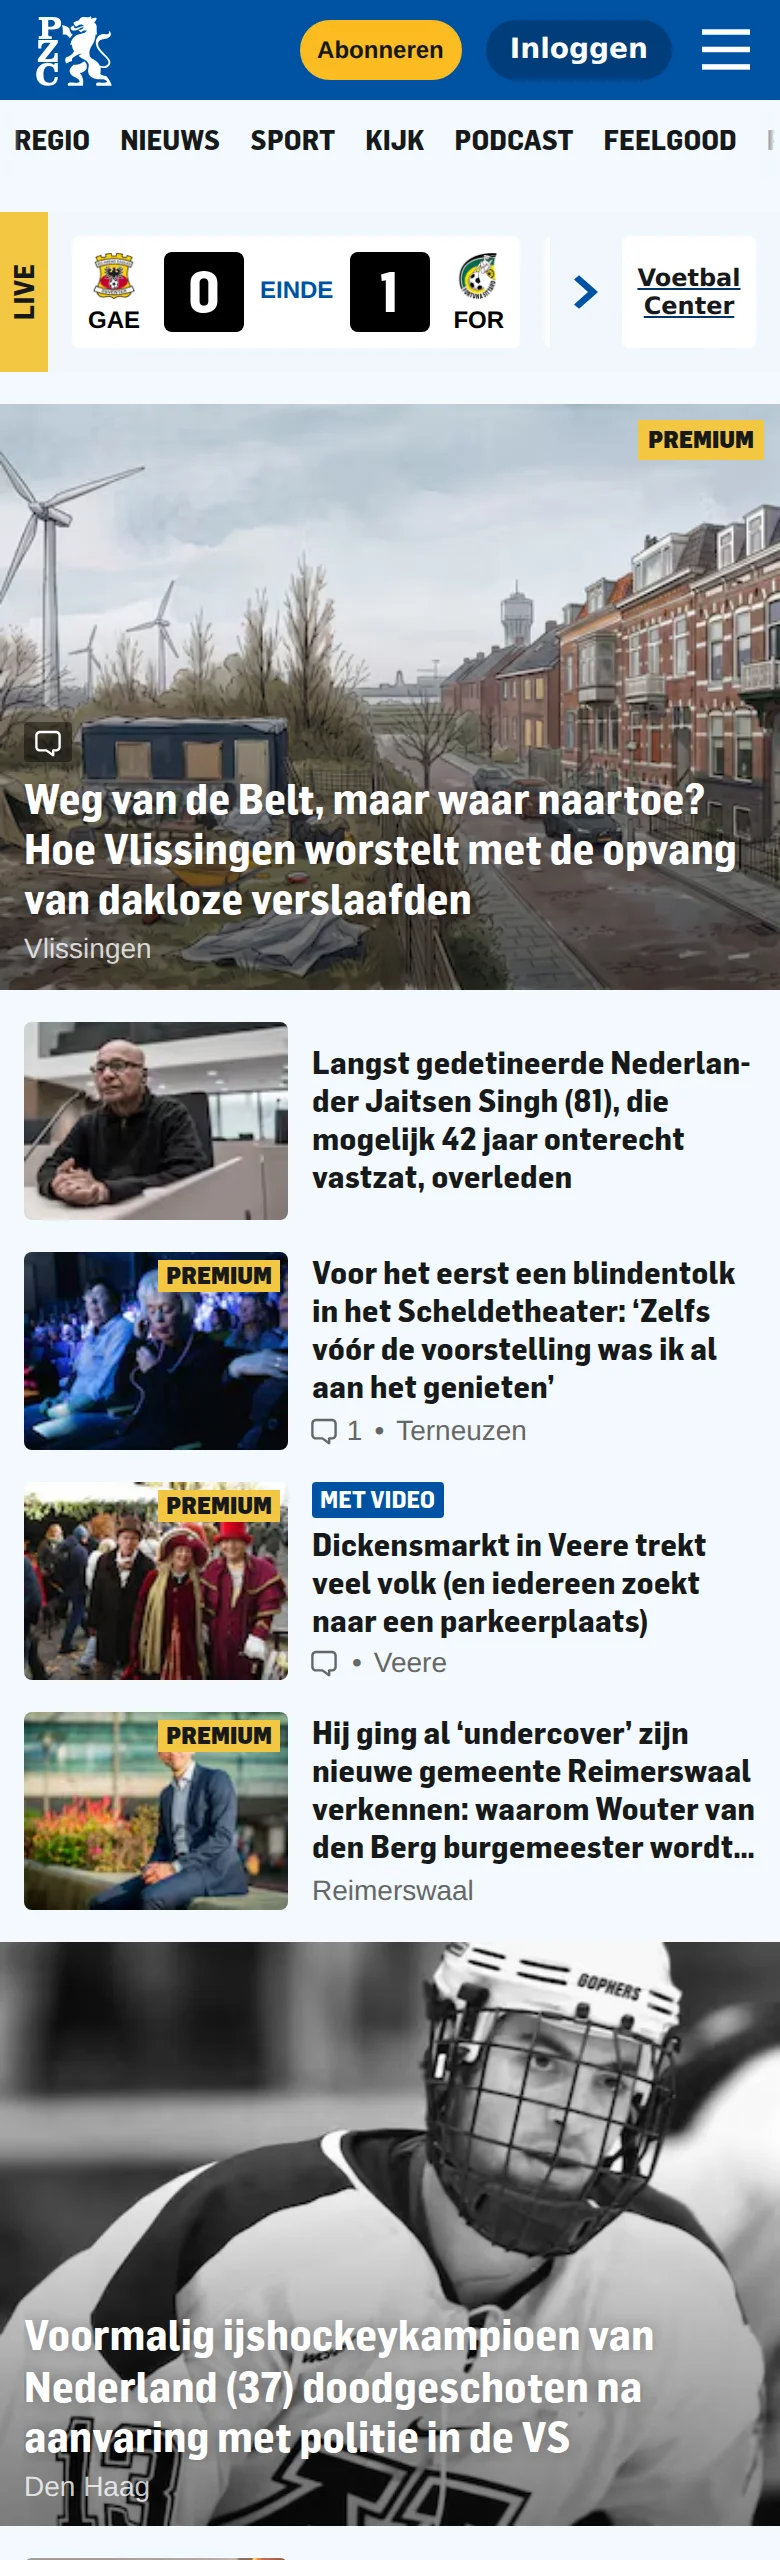 PZC
Abonneren
Inloggen
REGIO NIEUWS SPORT KIJK PODCAST FEELGOOD
LIVE
GAE
0
EINDE
1
FOR
Voetbal
Center
PREMIUM
Weg van de Belt, maar waar naartoe?
Hoe Vlissingen worstelt met de opvang
van dakloze verslaafden
Vlissingen
Langst gedetineerde Nederlan-
der Jaitsen Singh (81), die
mogelijk 42 jaar onterecht
vastzat, overleden
PREMIUM
Voor het eerst een blindentolk
in het Scheldetheater: ‘Zelfs
vóór de voorstelling was ik al
aan het genieten’
1 • Terneuzen
PREMIUM
MET VIDEO
Dickensmarkt in Veere trekt
veel volk (en iedereen zoekt
naar een parkeerplaats)
• Veere
PREMIUM
Hij ging al ‘undercover’ zijn
nieuwe gemeente Reimerswaal
verkennen: waarom Wouter van
den Berg burgemeester wordt...
Reimerswaal
GOPHERS
Voormalig ijshockeykampioen van
Nederland (37) doodgeschoten na
aanvaring met politie in de VS
Den Haag